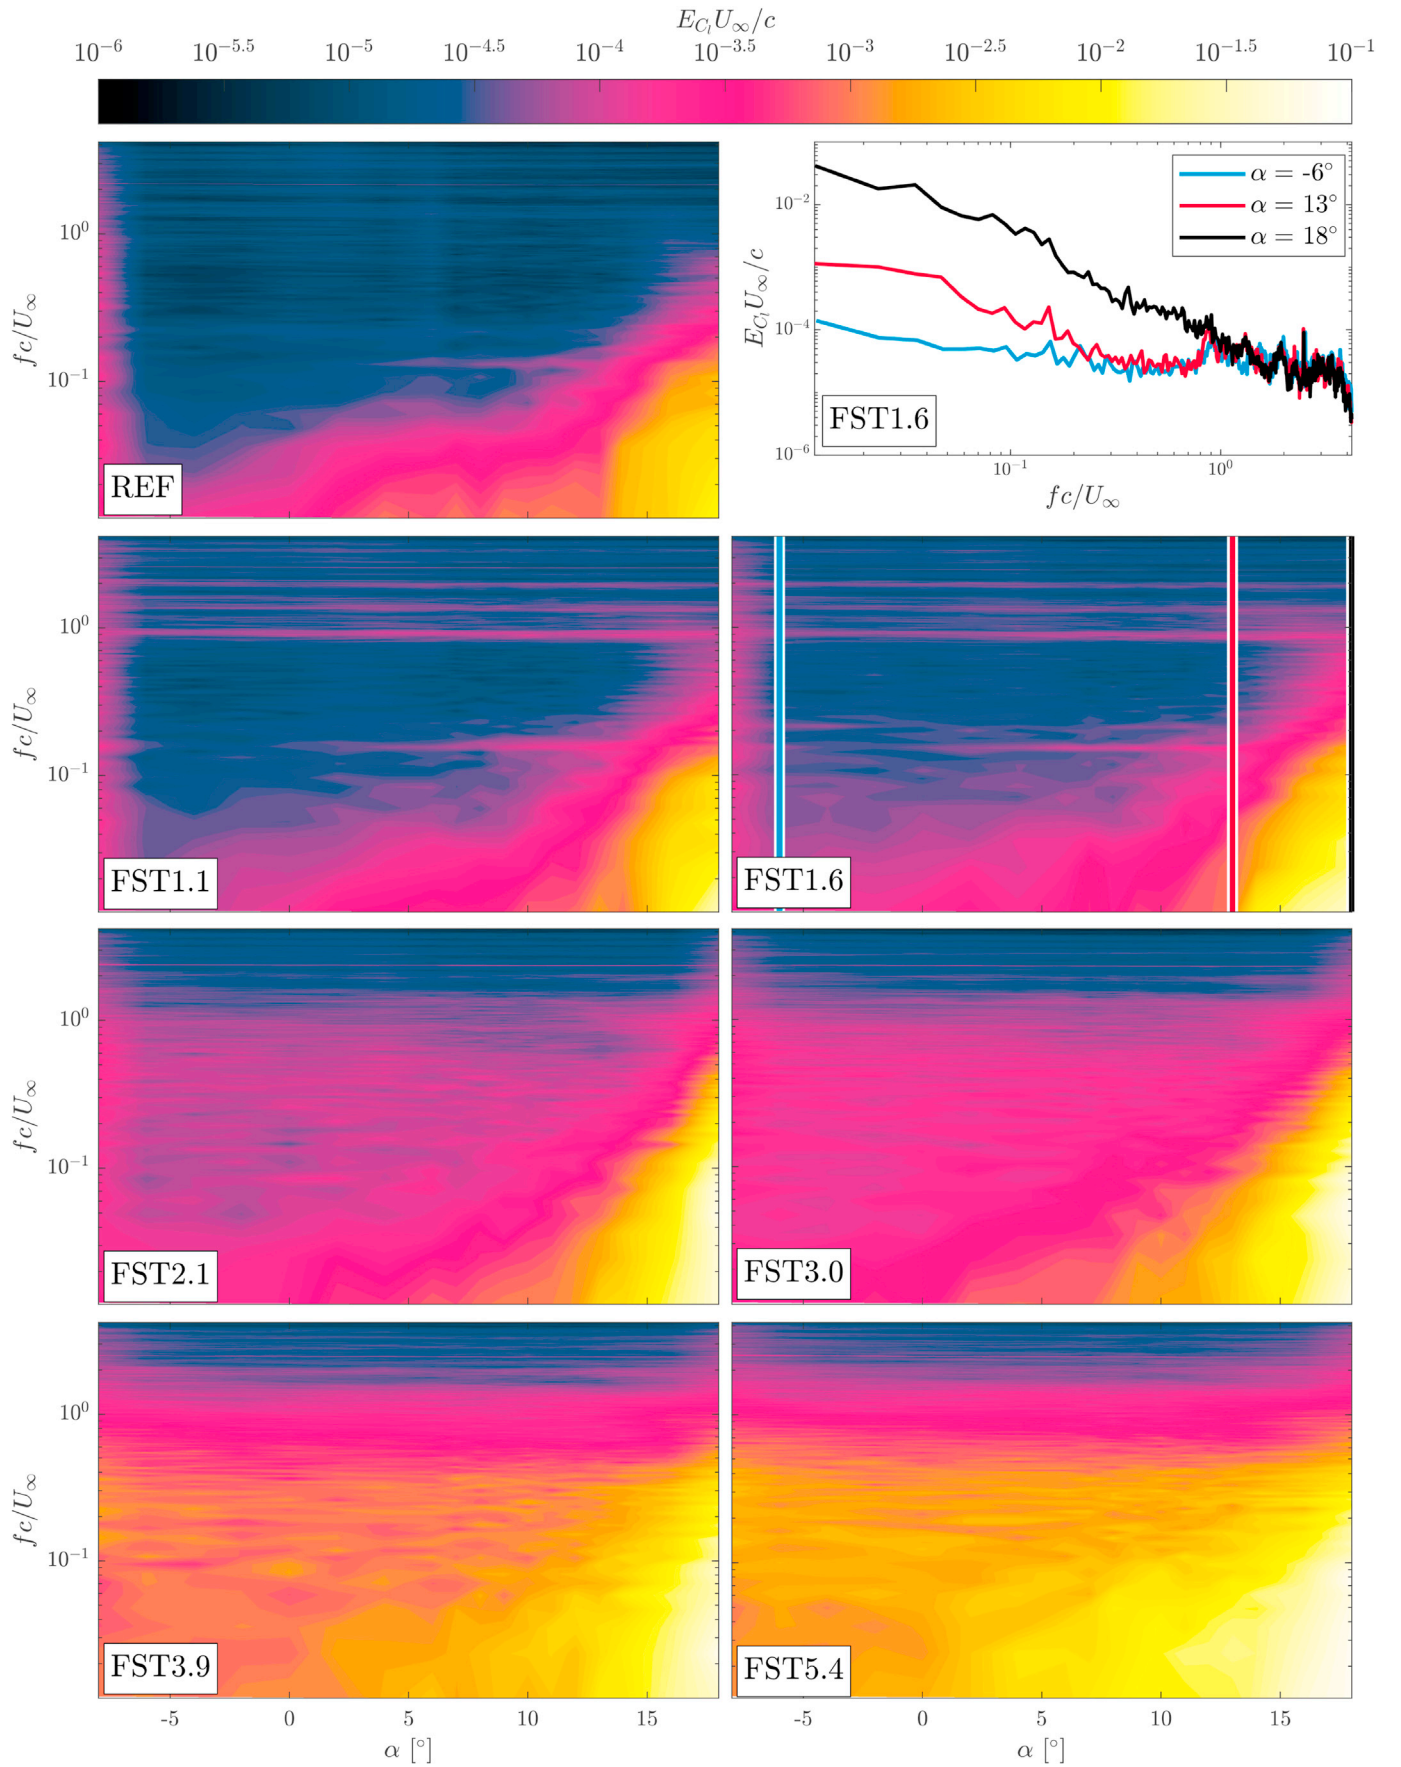 E_{C_l}U_∞/c
10^{-6} 10^{-5.5} 10^{-5} 10^{-4.5} 10^{-4} 10^{-3.5} 10^{-3} 10^{-2.5} 10^{-2} 10^{-1.5} 10^{-1}
fc/U_∞
10^0
10^{-1}
REF
E_{C_l}U_∞/c
10^{-2}
10^{-4}
10^{-6}
α = -6°
α = 13°
α = 18°
FST1.6
10^{-1} 10^0
fc/U_∞
fc/U_∞
10^0
10^{-1}
FST1.1
FST1.6
fc/U_∞
10^0
10^{-1}
FST2.1
FST3.0
fc/U_∞
10^0
10^{-1}
FST3.9
FST5.4
-5 0 5 10 15
α [°]
-5 0 5 10 15
α [°]